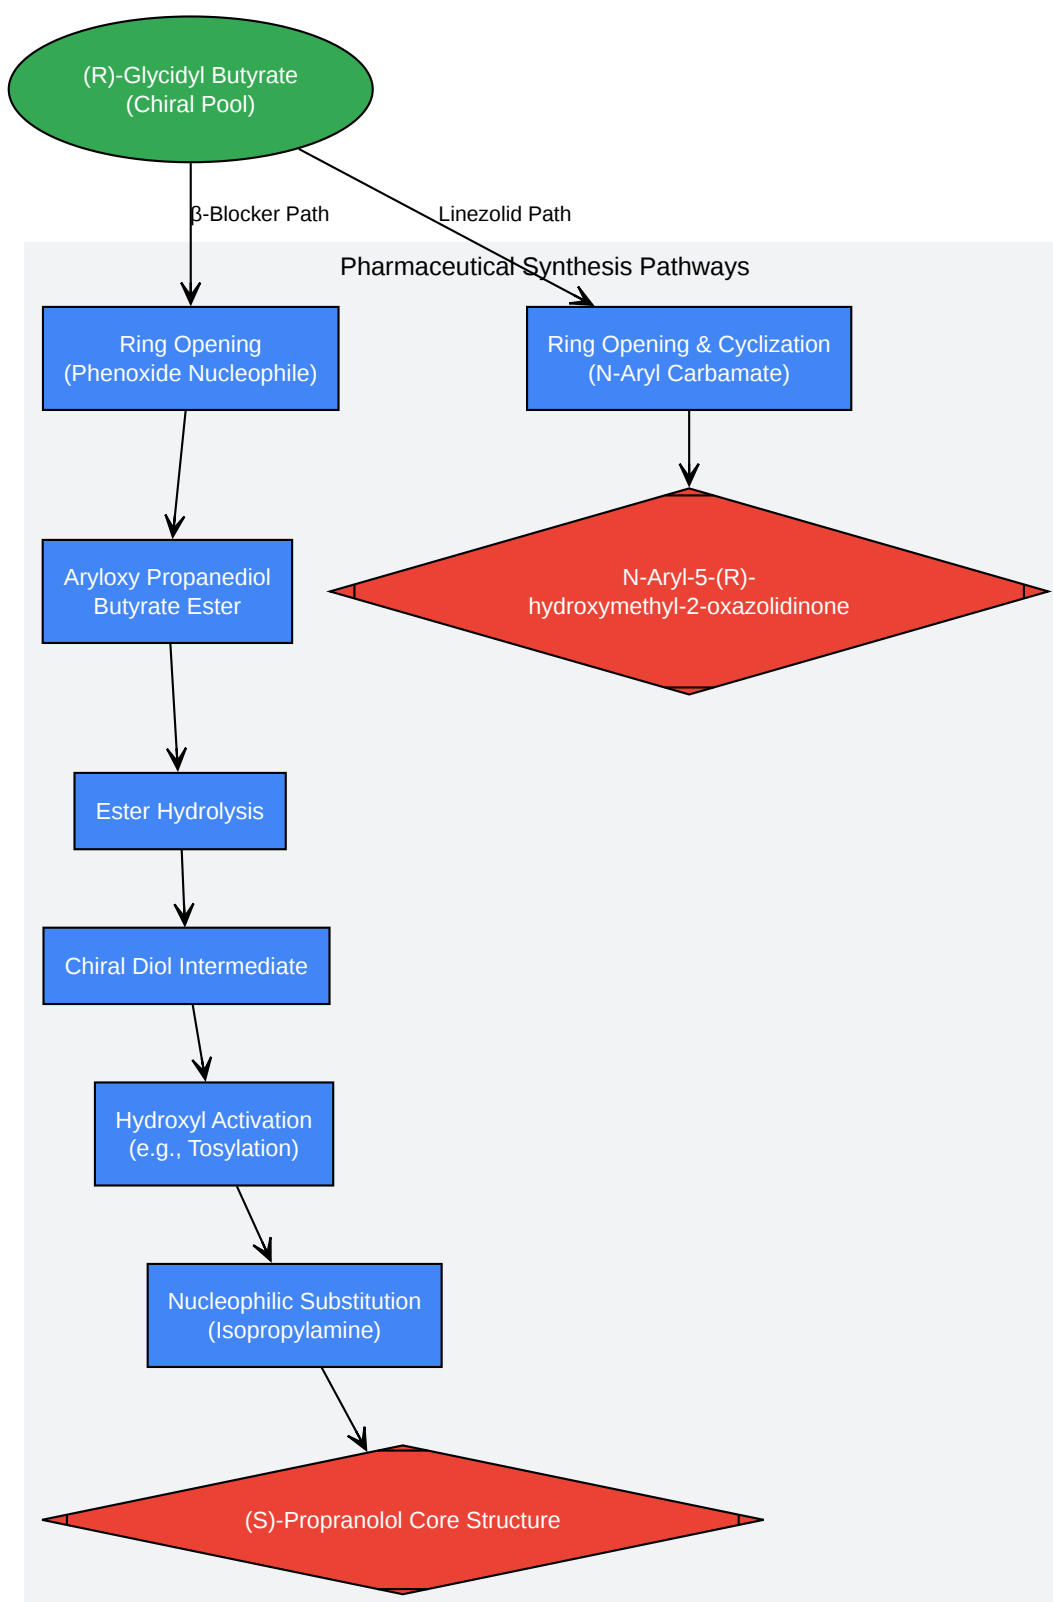 (R)-Glycidyl Butyrate
(Chiral Pool)
β-Blocker Path
Linezolid Path
Pharmaceutical Synthesis Pathways
Ring Opening
(Phenoxide Nucleophile)
Ring Opening & Cyclization
(N-Aryl Carbamate)
Aryloxy Propanediol
Butyrate Ester
N-Aryl-5-(R)-
hydroxymethyl-2-oxazolidinone
Ester Hydrolysis
Chiral Diol Intermediate
Hydroxyl Activation
(e.g., Tosylation)
Nucleophilic Substitution
(Isopropylamine)
(S)-Propranolol Core Structure